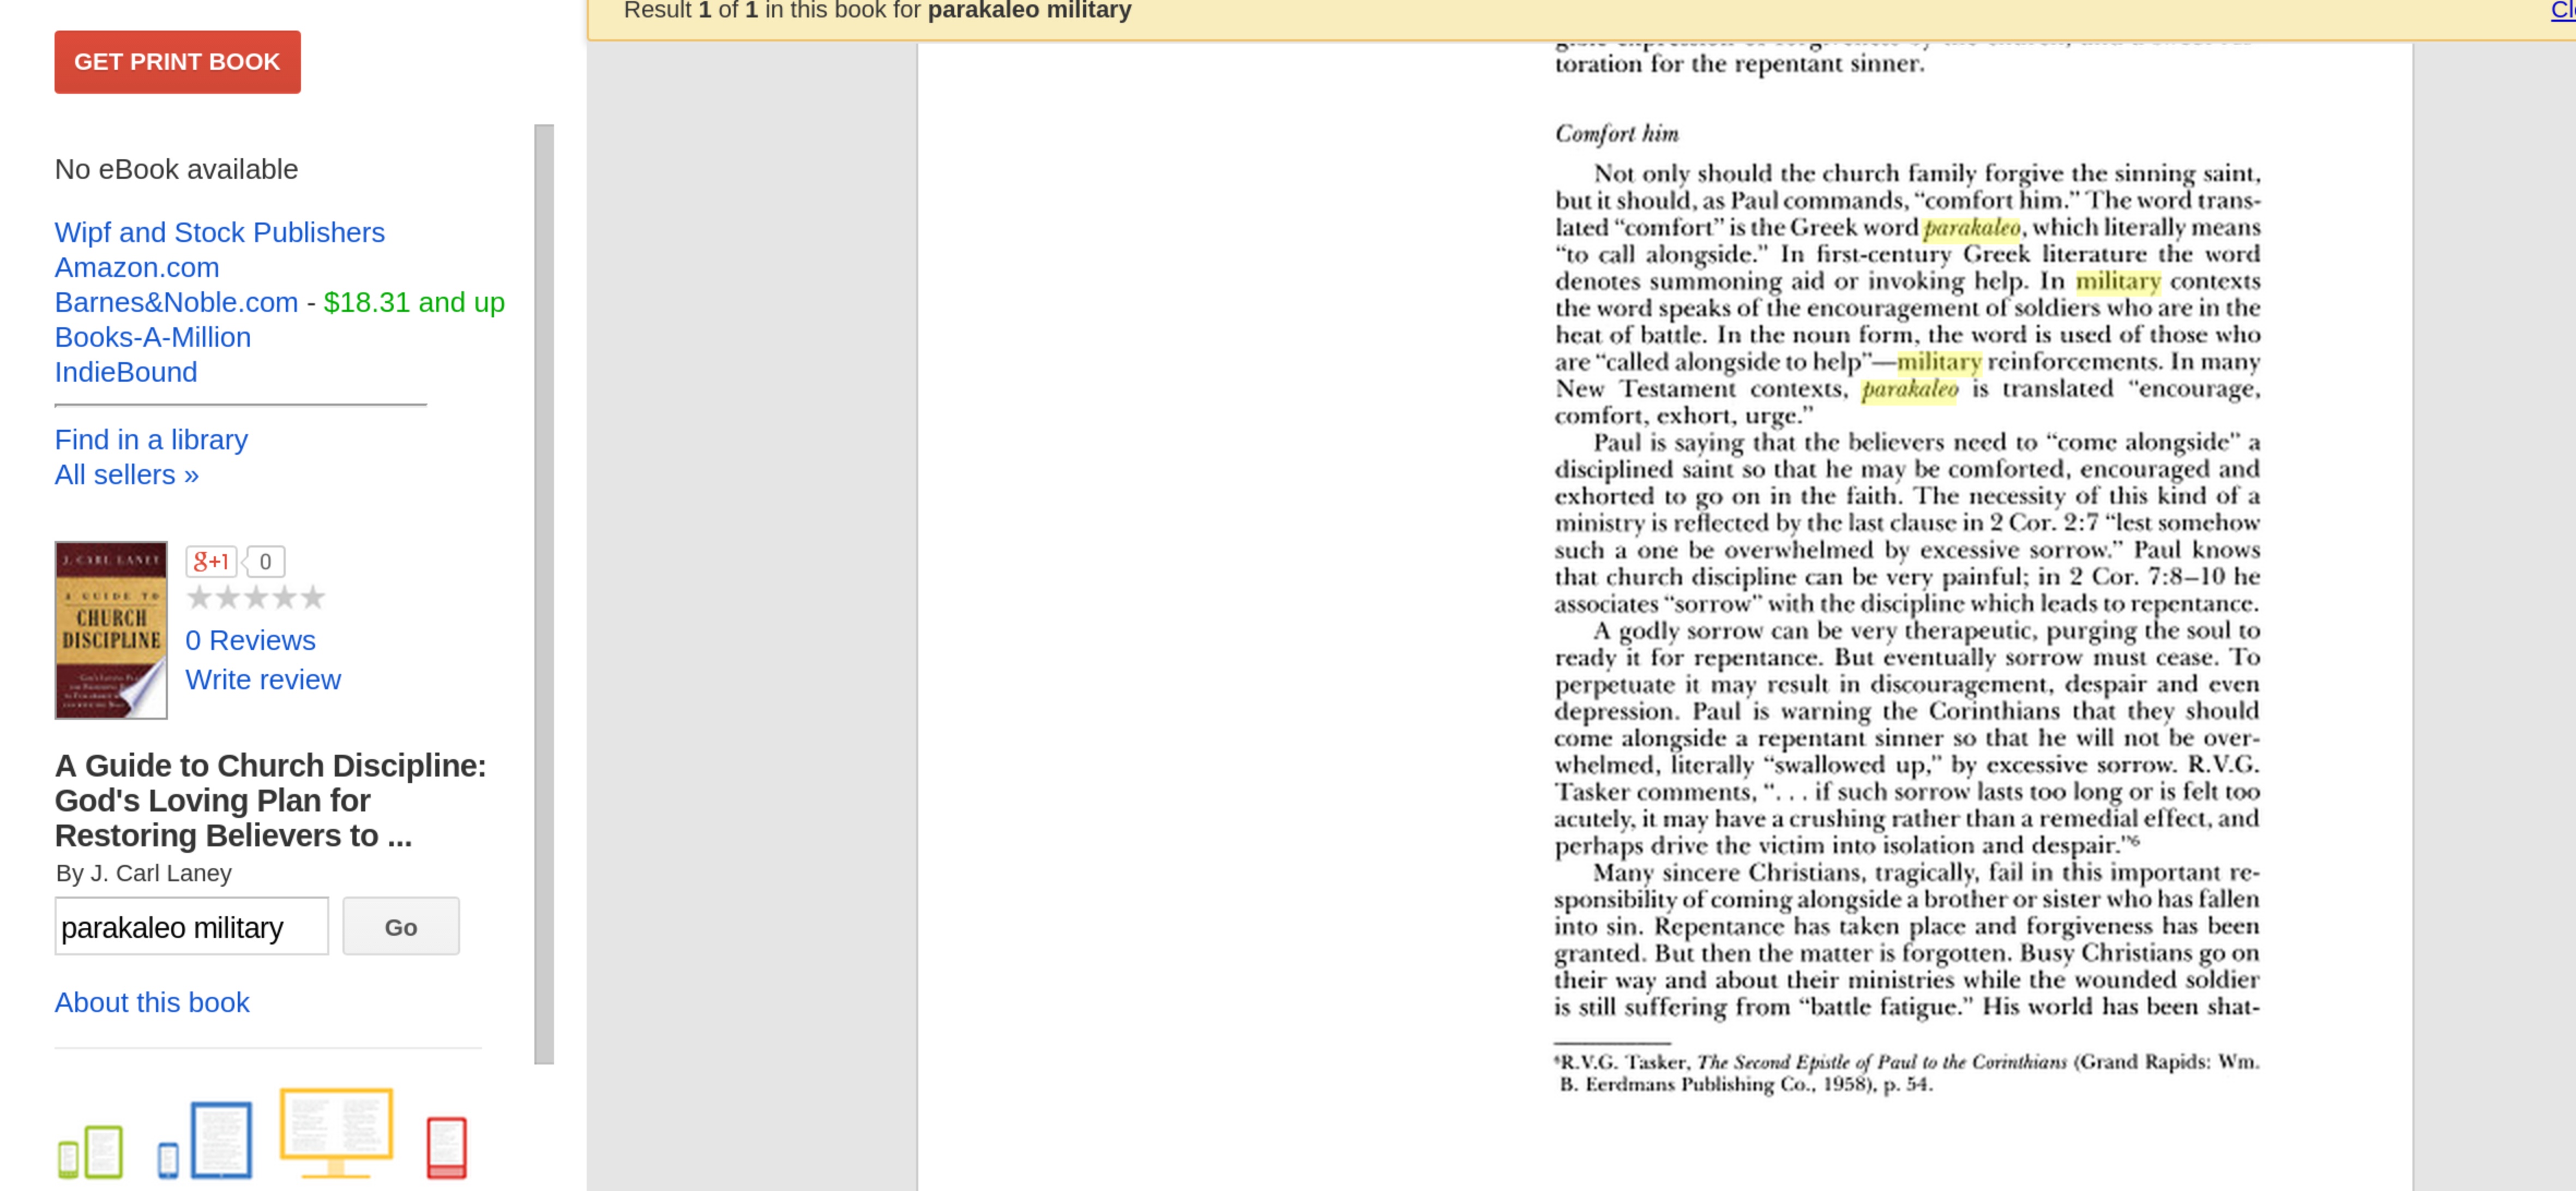 Result 1 of 1 in this book for parakaleo military
GET PRINT BOOK
No eBook available
Wipf and Stock Publishers
Amazon.com
Barnes&Noble.com - $18.31 and up
Books-A-Million
IndieBound
Find in a library
All sellers »
J. CARL LANEY
A GUIDE TO
CHURCH
DISCIPLINE
g+1 0
0 Reviews
Write review
A Guide to Church Discipline:
God's Loving Plan for
Restoring Believers to ...
By J. Carl Laney
parakaleo military
Go
About this book
toration for the repentant sinner.
Comfort him
Not only should the church family forgive the sinning saint,
but it should, as Paul commands, “comfort him.” The word trans-
lated “comfort” is the Greek word parakaleo, which literally means
“to call alongside.” In first-century Greek literature the word
denotes summoning aid or invoking help. In military contexts
the word speaks of the encouragement of soldiers who are in the
heat of battle. In the noun form, the word is used of those who
are “called alongside to help”—military reinforcements. In many
New Testament contexts, parakaleo is translated “encourage,
comfort, exhort, urge.”
Paul is saying that the believers need to “come alongside” a
disciplined saint so that he may be comforted, encouraged and
exhorted to go on in the faith. The necessity of this kind of a
ministry is reflected by the last clause in 2 Cor. 2:7 “lest somehow
such a one be overwhelmed by excessive sorrow.” Paul knows
that church discipline can be very painful; in 2 Cor. 7:8–10 he
associates “sorrow” with the discipline which leads to repentance.
A godly sorrow can be very therapeutic, purging the soul to
ready it for repentance. But eventually sorrow must cease. To
perpetuate it may result in discouragement, despair and even
depression. Paul is warning the Corinthians that they should
come alongside a repentant sinner so that he will not be over-
whelmed, literally “swallowed up,” by excessive sorrow. R.V.G.
Tasker comments, “. . . if such sorrow lasts too long or is felt too
acutely, it may have a crushing rather than a remedial effect, and
perhaps drive the victim into isolation and despair.”⁶
Many sincere Christians, tragically, fail in this important re-
sponsibility of coming alongside a brother or sister who has fallen
into sin. Repentance has taken place and forgiveness has been
granted. But then the matter is forgotten. Busy Christians go on
their way and about their ministries while the wounded soldier
is still suffering from “battle fatigue.” His world has been shat-
⁶R.V.G. Tasker, The Second Epistle of Paul to the Corinthians (Grand Rapids: Wm.
B. Eerdmans Publishing Co., 1958), p. 54.